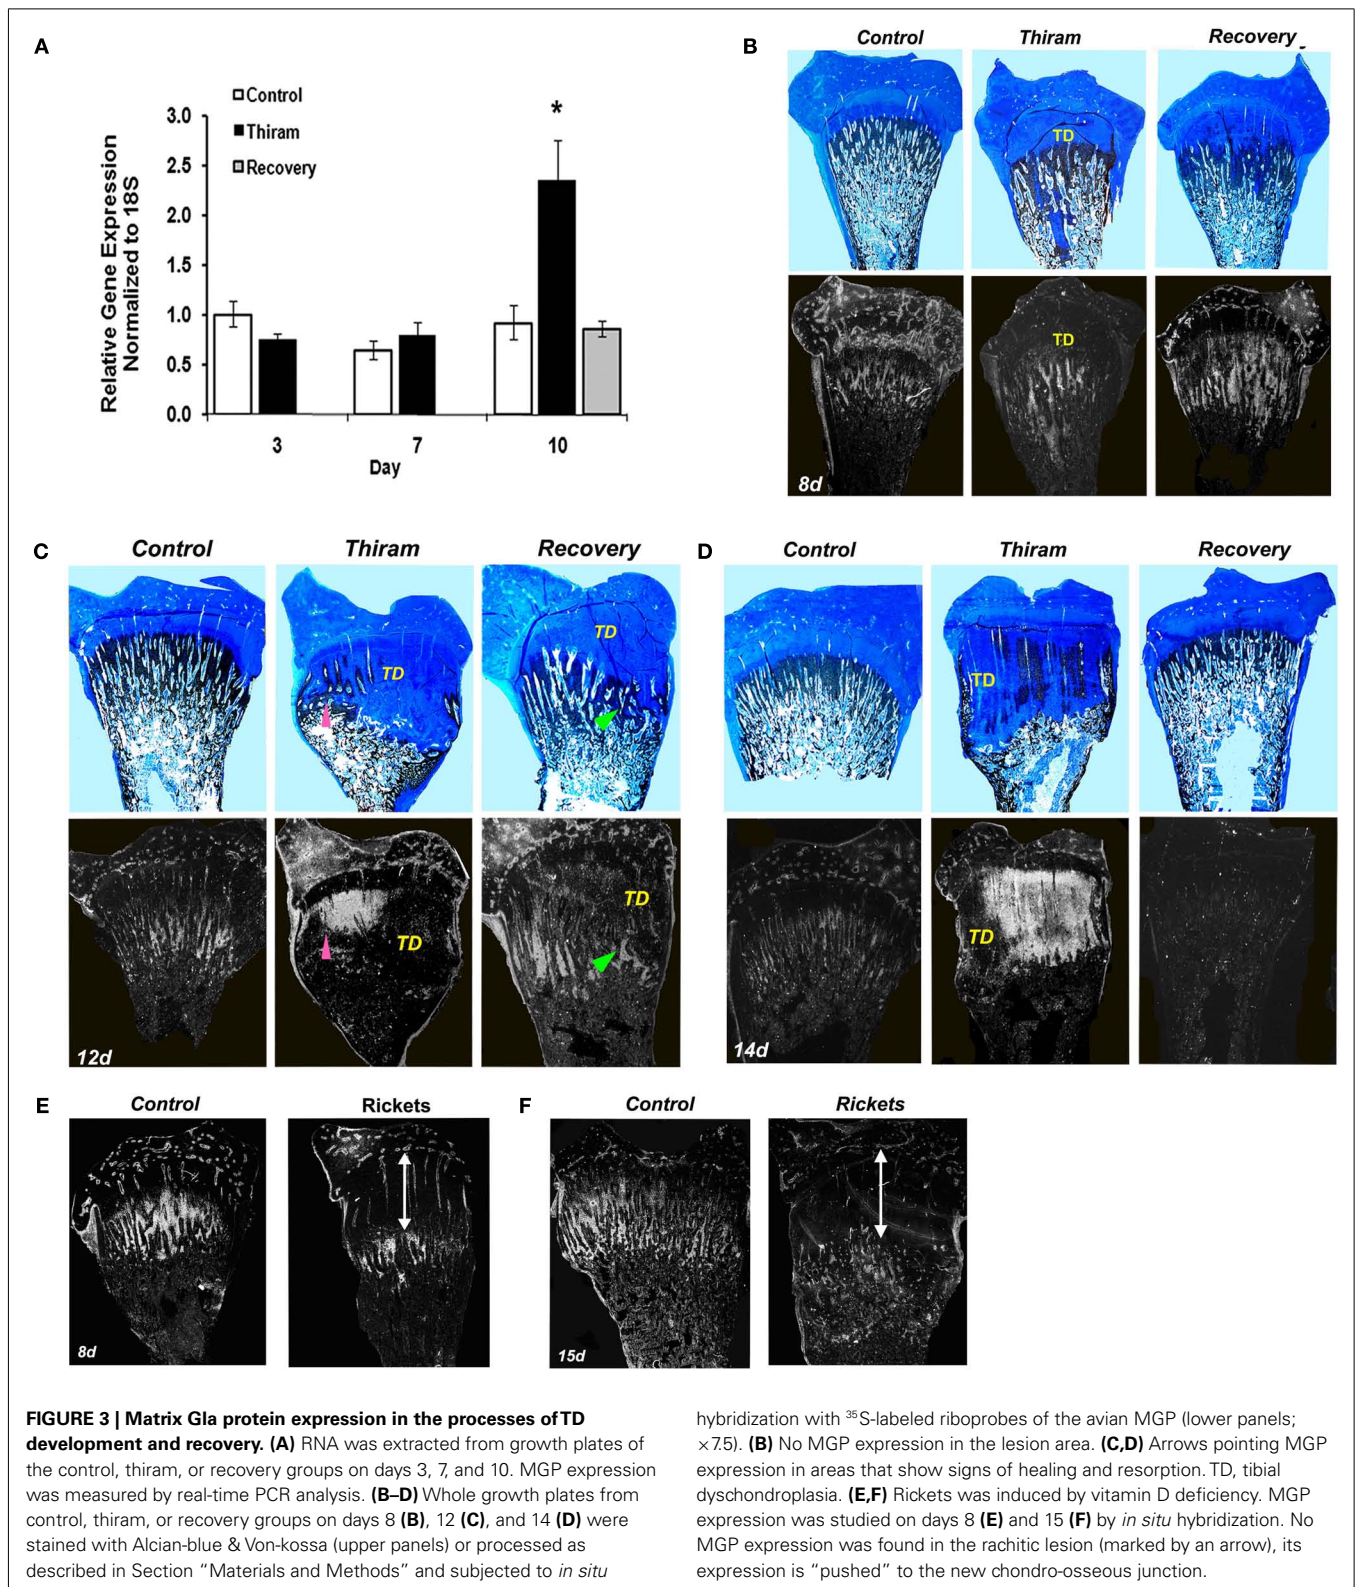 A
Control
Thiram
Recovery
*
3.0
2.5
2.0
1.5
1.0
0.5
0.0
Relative Gene Expression
Normalized to 18S
3 7 10
Day
B
Control Thiram Recovery
TD
TD
8d
C
Control Thiram Recovery
TD TD
TD TD
12d
D
Control Thiram Recovery
TD
TD
14d
E
Control Rickets
8d
F
Control Rickets
15d
FIGURE 3 | Matrix Gla protein expression in the processes of TD
development and recovery. (A) RNA was extracted from growth plates of
the control, thiram, or recovery groups on days 3, 7, and 10. MGP expression
was measured by real-time PCR analysis. (B–D) Whole growth plates from
control, thiram, or recovery groups on days 8 (B), 12 (C), and 14 (D) were
stained with Alcian-blue & Von-kossa (upper panels) or processed as
described in Section “Materials and Methods” and subjected to in situ
hybridization with ³⁵S-labeled riboprobes of the avian MGP (lower panels;
×7.5). (B) No MGP expression in the lesion area. (C,D) Arrows pointing MGP
expression in areas that show signs of healing and resorption. TD, tibial
dyschondroplasia. (E,F) Rickets was induced by vitamin D deficiency. MGP
expression was studied on days 8 (E) and 15 (F) by in situ hybridization. No
MGP expression was found in the rachitic lesion (marked by an arrow), its
expression is “pushed” to the new chondro-osseous junction.